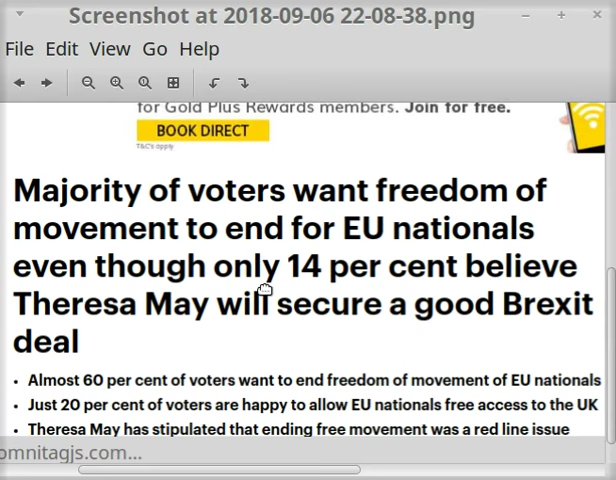 Screenshot at 2018-09-06 22-08-38.png
File Edit View Go Help
for Gold Plus Rewards members. Join for free.
BOOK DIRECT
T&C's apply
Majority of voters want freedom of
movement to end for EU nationals
even though only 14 per cent believe
Theresa May will secure a good Brexit
deal
• Almost 60 per cent of voters want to end freedom of movement of EU nationals
• Just 20 per cent of voters are happy to allow EU nationals free access to the UK
• Theresa May has stipulated that ending free movement was a red line issue
omnitagjs.com...